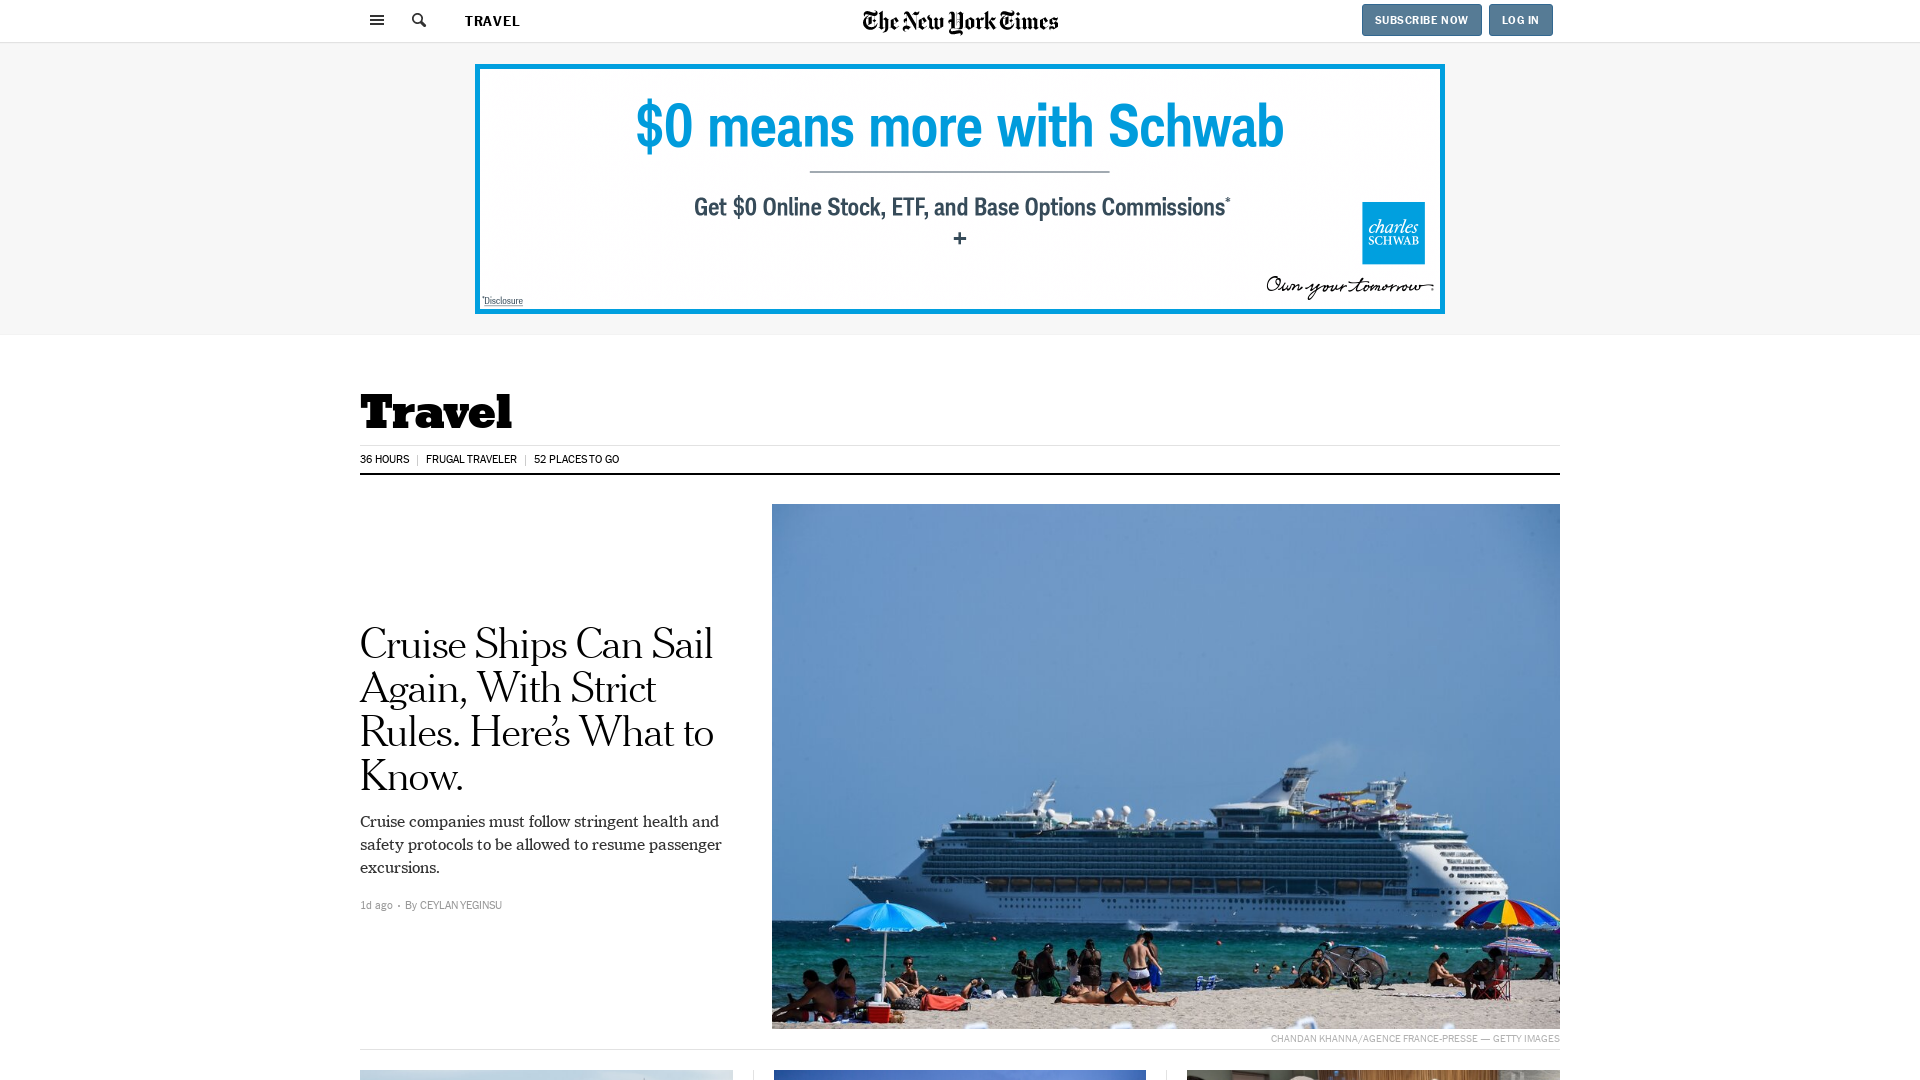 TRAVEL
The New York Times
SUBSCRIBE NOW
LOG IN
$0 means more with Schwab
Get $0 Online Stock, ETF, and Base Options Commissions*
+
charles
SCHWAB
Own your tomorrow.
*Disclosure
Travel
36 HOURS
FRUGAL TRAVELER
52 PLACES TO GO
Cruise Ships Can Sail
Again, With Strict
Rules. Here’s What to
Know.
Cruise companies must follow stringent health and
safety protocols to be allowed to resume passenger
excursions.
1d ago • By CEYLAN YEGINSU
CHANDAN KHANNA/AGENCE FRANCE-PRESSE — GETTY IMAGES